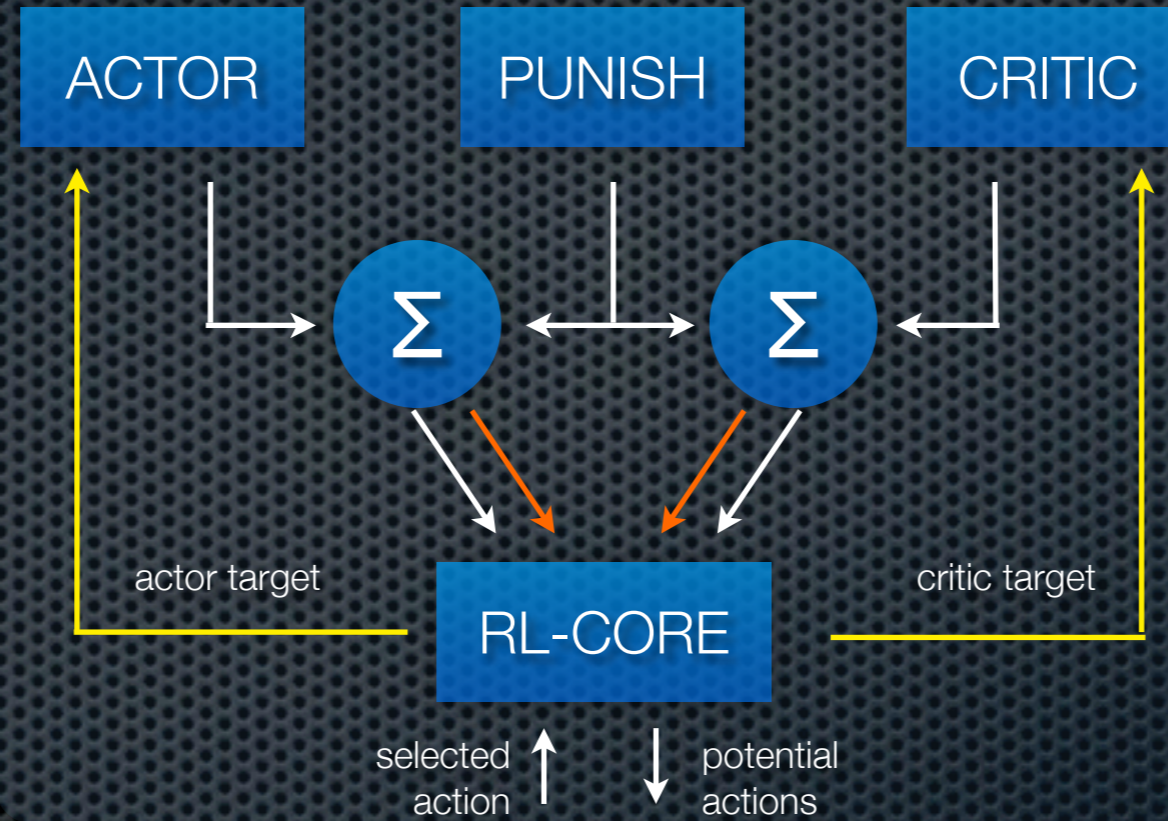 ACTOR
PUNISH
CRITIC
Σ
Σ
actor target
critic target
RL-CORE
selected
action
potential
actions